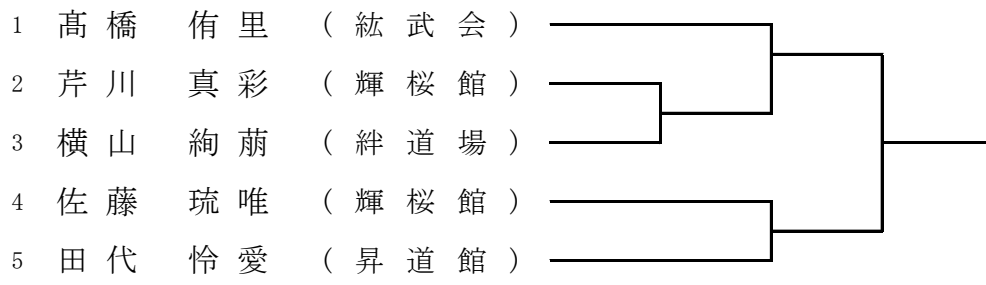 1 髙橋 侑里 (紘武会)
2 芹川 真彩 (輝桜館)
3 横山 絢萠 (絆道場)
4 佐藤 琉唯 (輝桜館)
5 田代 怜愛 (昇道館)